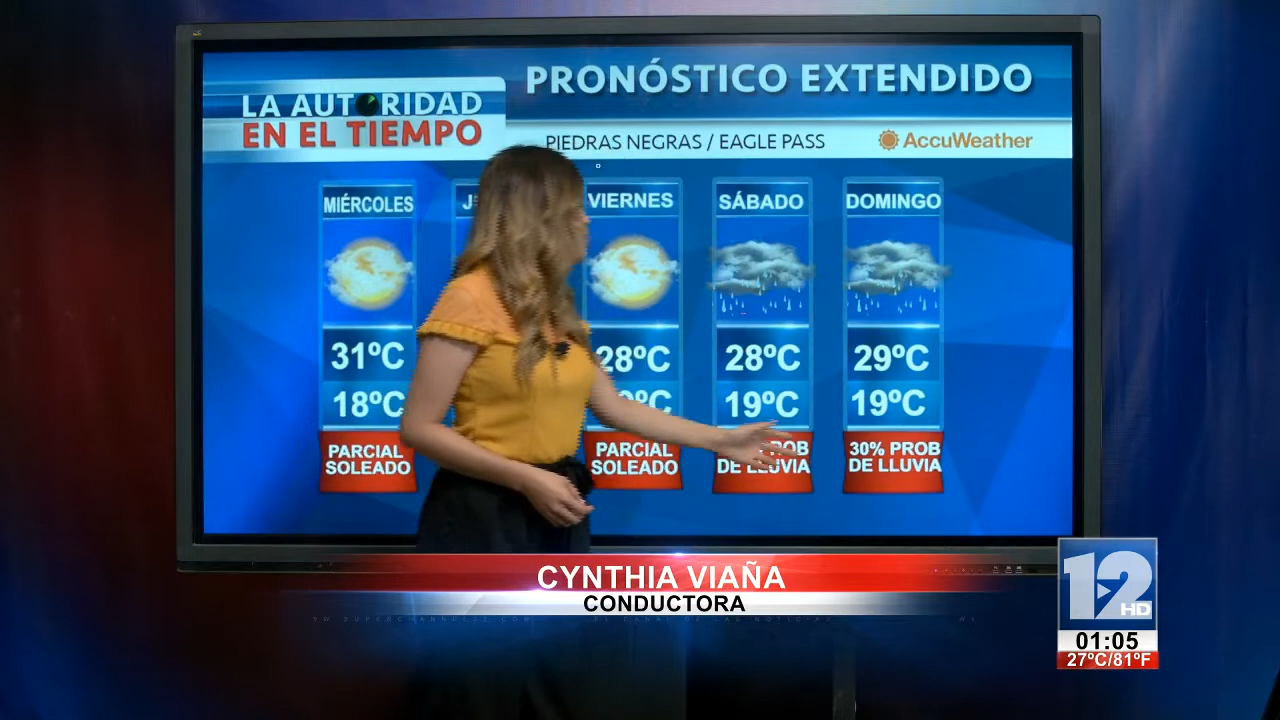 LA AUTORIDAD
EN EL TIEMPO
PRONÓSTICO EXTENDIDO
PIEDRAS NEGRAS / EAGLE PASS
AccuWeather
MIÉRCOLES
31ºC
18ºC
PARCIAL
SOLEADO
VIERNES
28ºC
PARCIAL
SOLEADO
SÁBADO
28ºC
19ºC
DE LLUVIA
DOMINGO
29ºC
19ºC
30% PROB
DE LLUVIA
CYNTHIA VIAÑA
CONDUCTORA
12
HD
01:05
27ºC/81ºF